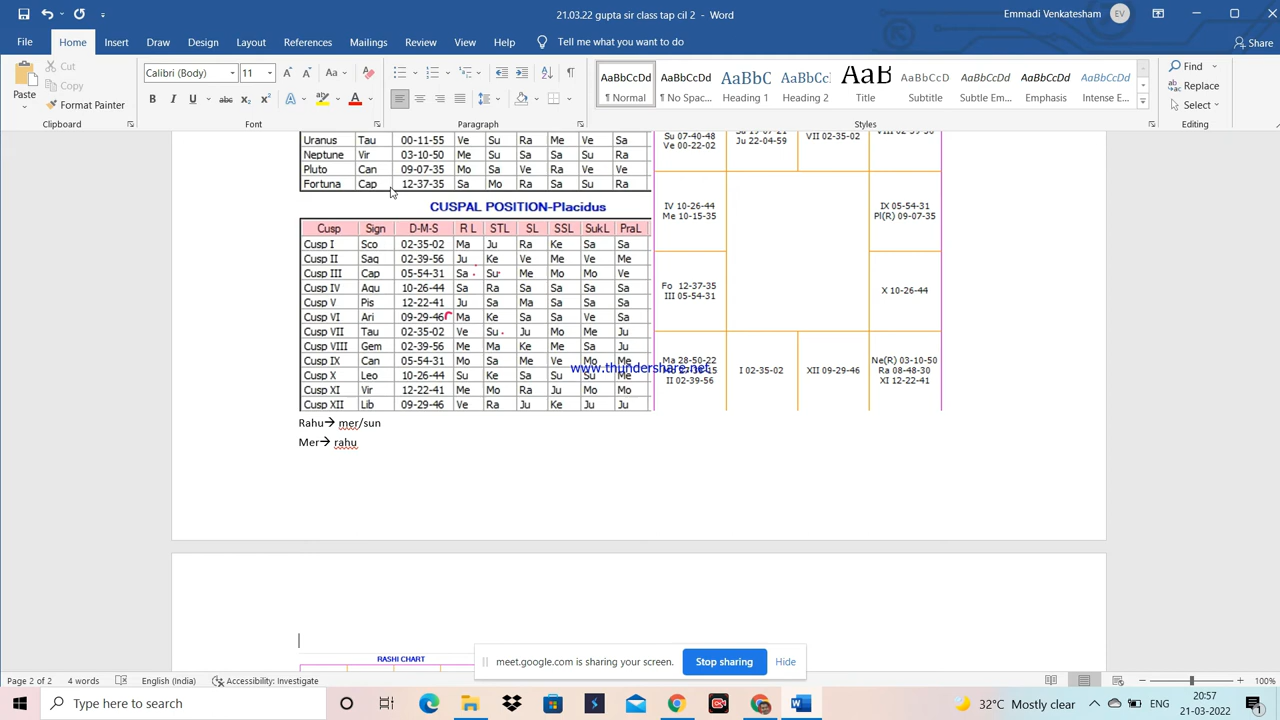 21.03.22 gupta sir class tap cil 2 - Word
Emmadi Venkatesham EV
File Home Insert Draw Design Layout References Mailings Review View Help Tell me what you want to do Share
Paste
Cut
Copy
Format Painter
Clipboard
Calibri (Body) 11
Font
Paragraph
AaBbCcDd AaBbCcDd AaBbC AaBbCc AaB AaBbCcD AaBbCcDd AaBbCcDd AaBbCcDd
¶ Normal ¶ No Spac... Heading 1 Heading 2 Title Subtitle Subtle Em... Emphasis Intense E...
Styles
Find
Replace
Select
Editing
Uranus Tau 00-11-55 Ve Su Ra Me Ve Sa
Neptune Vir 03-10-50 Me Su Sa Sa Su Ra
Pluto Can 09-07-35 Mo Sa Ve Ra Ve Ve
Fortuna Cap 12-37-35 Sa Mo Ra Sa Su Ra
CUSPAL POSITION-Placidus
Cusp Sign D-M-S R L STL SL SSL SukL PraL
Cusp I Sco 02-35-02 Ma Ju Ra Ke Sa Sa
Cusp II Sag 02-39-56 Ju Ke Ve Me Ve Me
Cusp III Cap 05-54-31 Sa Su Me Mo Mo Ve
Cusp IV Aqu 10-26-44 Sa Ra Sa Sa Sa Sa
Cusp V Pis 12-22-41 Ju Sa Ma Sa Sa Sa
Cusp VI Ari 09-29-46 Ma Ke Sa Sa Ve Sa
Cusp VII Tau 02-35-02 Ve Su Ju Mo Me Ju
Cusp VIII Gem 02-39-56 Me Ma Ke Me Sa Ju
Cusp IX Can 05-54-31 Mo Sa Me Ve Mo Me
Cusp X Leo 10-26-44 Su Ke Sa Su Su Me
Cusp XI Vir 12-22-41 Me Mo Ra Su Mo Ju
Cusp XII Lib 09-29-46 Ve Ra Ju Ke Ju Ju
www.thundershare.net
Su 07-40-48
Ve 00-22-02
Ju 22-04-59
VII 02-35-02
IV 10-26-44
Me 10-15-35
IX 05-54-31
Pl(R) 09-07-35
Fo 12-37-35
III 05-54-31
X 10-26-44
Ma 28-50-22
II 02-39-56
I 02-35-02
XII 09-29-46
Ne(R) 03-10-50
Ra 08-48-30
XI 12-22-41
Rahu→ mer/sun
Mer→ rahu
RASHI CHART
meet.google.com is sharing your screen. Stop sharing Hide
Page 2 of 2 4 words English (India) Accessibility: Investigate 100%
Type here to search
32°C Mostly clear ENG 20:57
21-03-2022